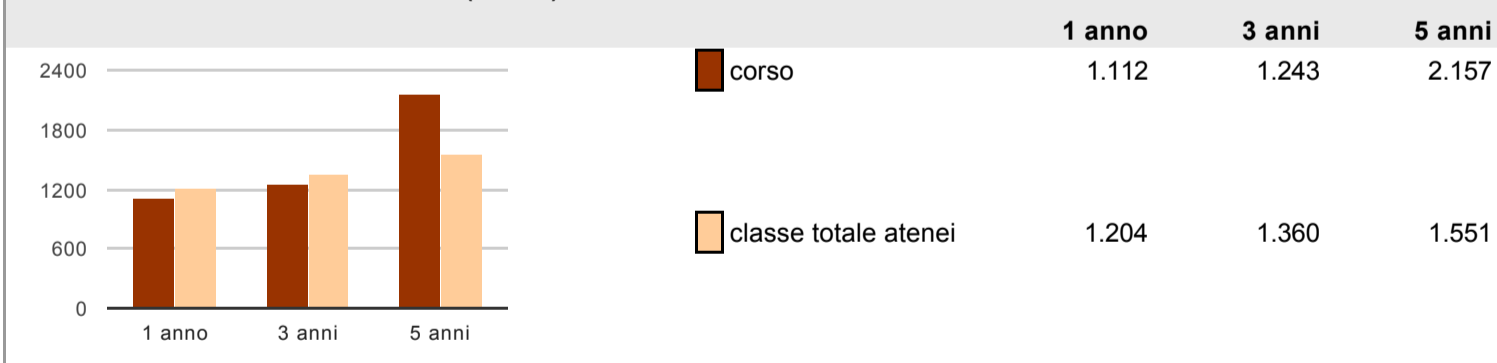 1 anno 3 anni 5 anni
2400
1800
1200
600
0
1 anno 3 anni 5 anni
corso 1.112 1.243 2.157
classe totale atenei 1.204 1.360 1.551